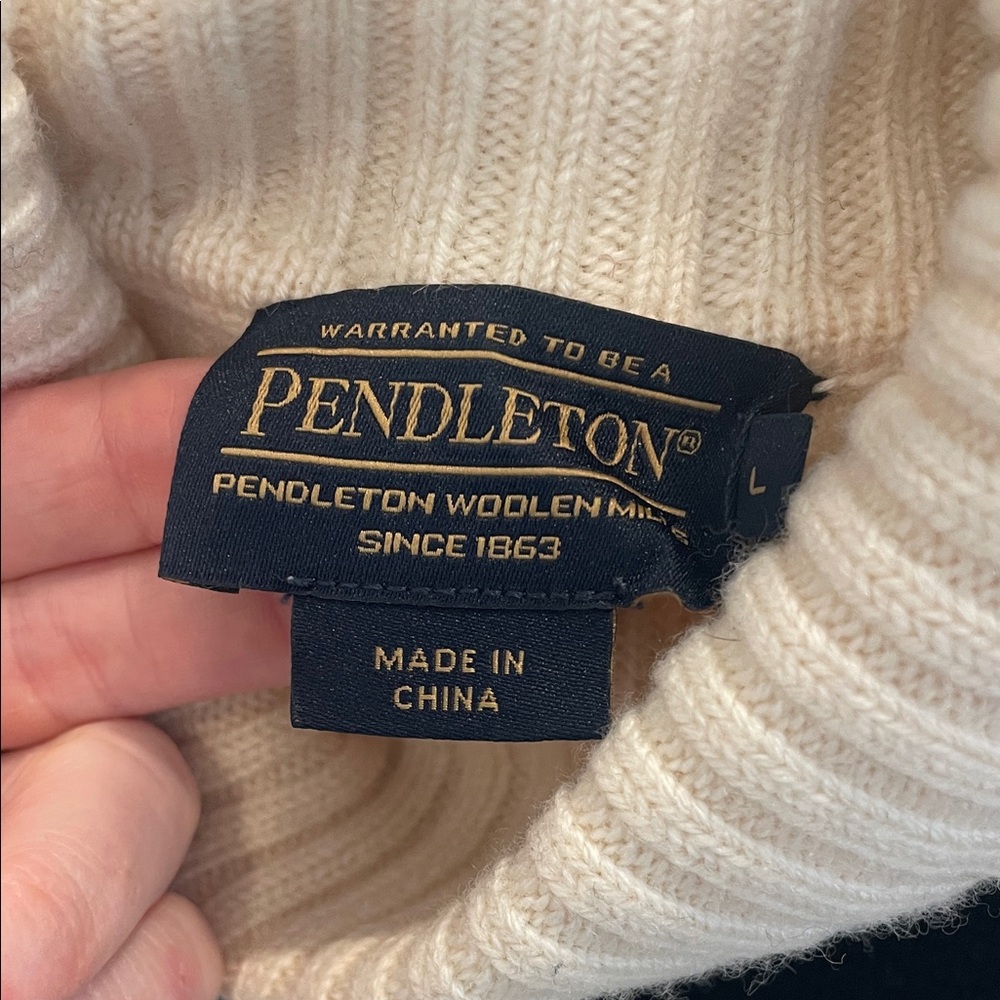 WARRANTED TO BE A
PENDLETON®
PENDLETON WOOLEN MILLS
SINCE 1863
L
MADE IN
CHINA